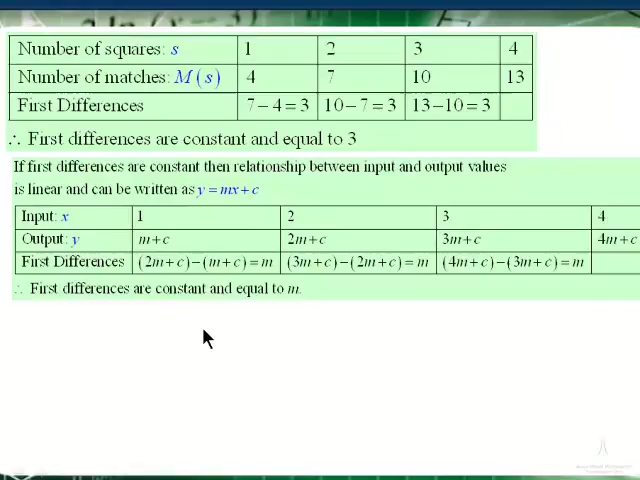 Number of squares: s 1 2 3 4
Number of matches: M(s) 4 7 10 13
First Differences 7−4=3 10−7=3 13−10=3
∴ First differences are constant and equal to 3
If first differences are constant then relationship between input and output values
is linear and can be written as y = mx + c
Input: x 1 2 3 4
Output: y m+c 2m+c 3m+c 4m+c
First Differences (2m+c)−(m+c)=m (3m+c)−(2m+c)=m (4m+c)−(3m+c)=m
∴ First differences are constant and equal to m.